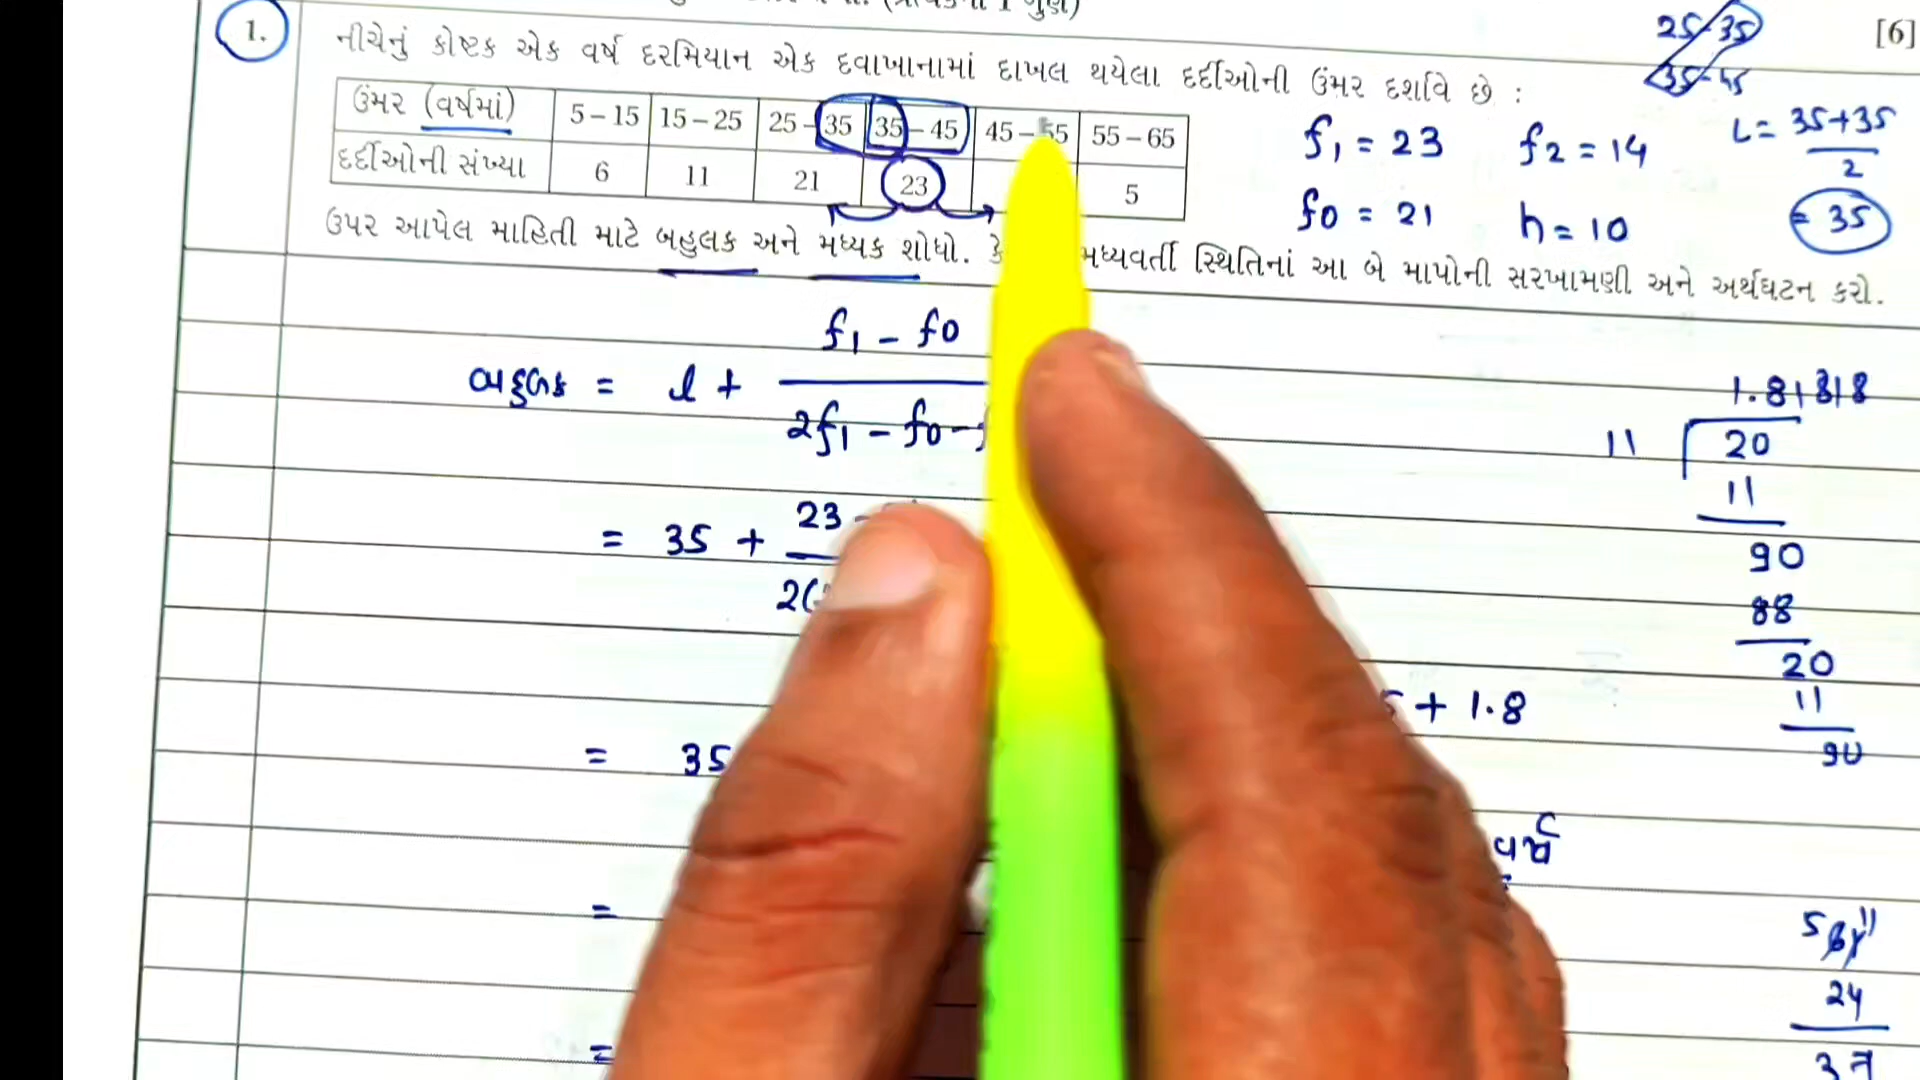 1.
[6]
નીચેનું કોષ્ટક એક વર્ષ દરમિયાન એક દવાખાનામાં દાખલ થયેલા દર્દીઓની ઉંમર દર્શાવે છે :
ઉંમર (વર્ષમાં) 5 – 15 15 – 25 25 – 35 35 – 45 45 – 55 55 – 65
દર્દીઓની સંખ્યા 6 11 21 23 5
ઉપર આપેલ માહિતી માટે બહુલક અને મધ્યક શોધો. મધ્યવર્તી સ્થિતિનાં આ બે માપોની સરખામણી અને અર્થઘટન કરો.
25-35
35-45
f1 = 23 f2 = 14
f0 = 21 h = 10
L = 35+35
2
= 35
f1 - f0
બહુલક = l +
2f1 - f0 -
23 -
= 35 +
2(
= 35
+ 1.8
વર્ષ
=
=
1.81818
11 20
11
90
88
20
11
90
24